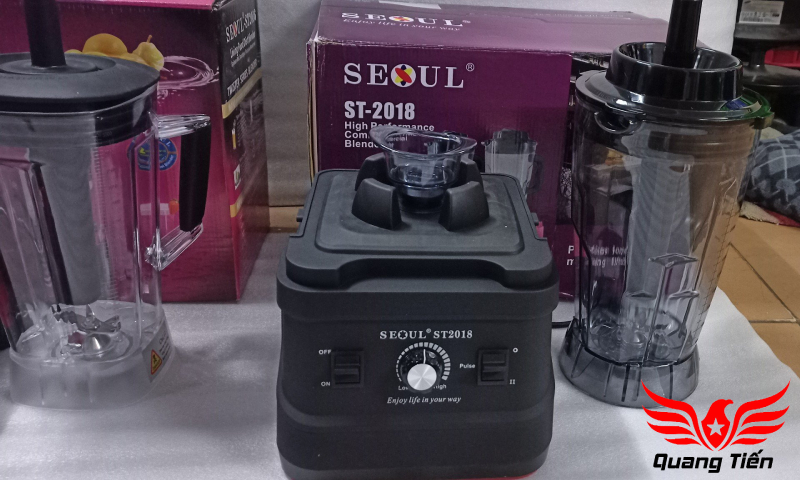 SEOUL
Enjoy life in your way
SEOUL®
ST-2018
High Performance
Blende
SEOUL® ST2018
OFF
ON
Low
High
Pulse
O
II
Enjoy life in your way
Quang Tiến